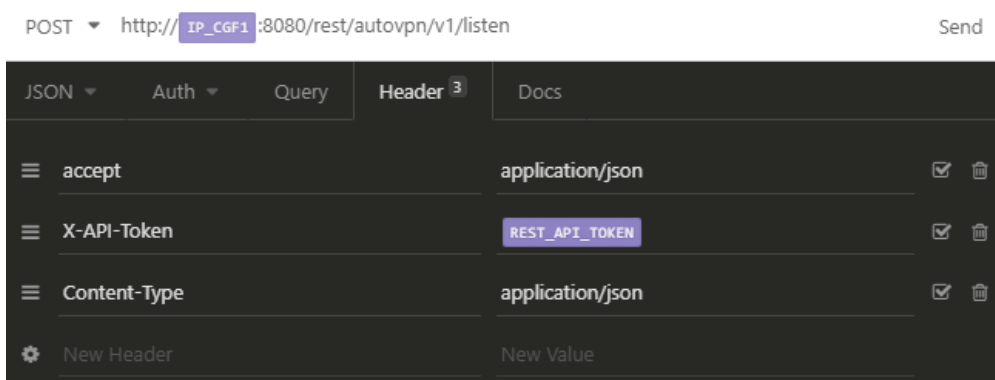 POST http://IP_CGF1:8080/rest/autovpn/v1/listen Send
JSON Auth Query Header 3 Docs
accept application/json
X-API-Token REST_API_TOKEN
Content-Type application/json
New Header New Value